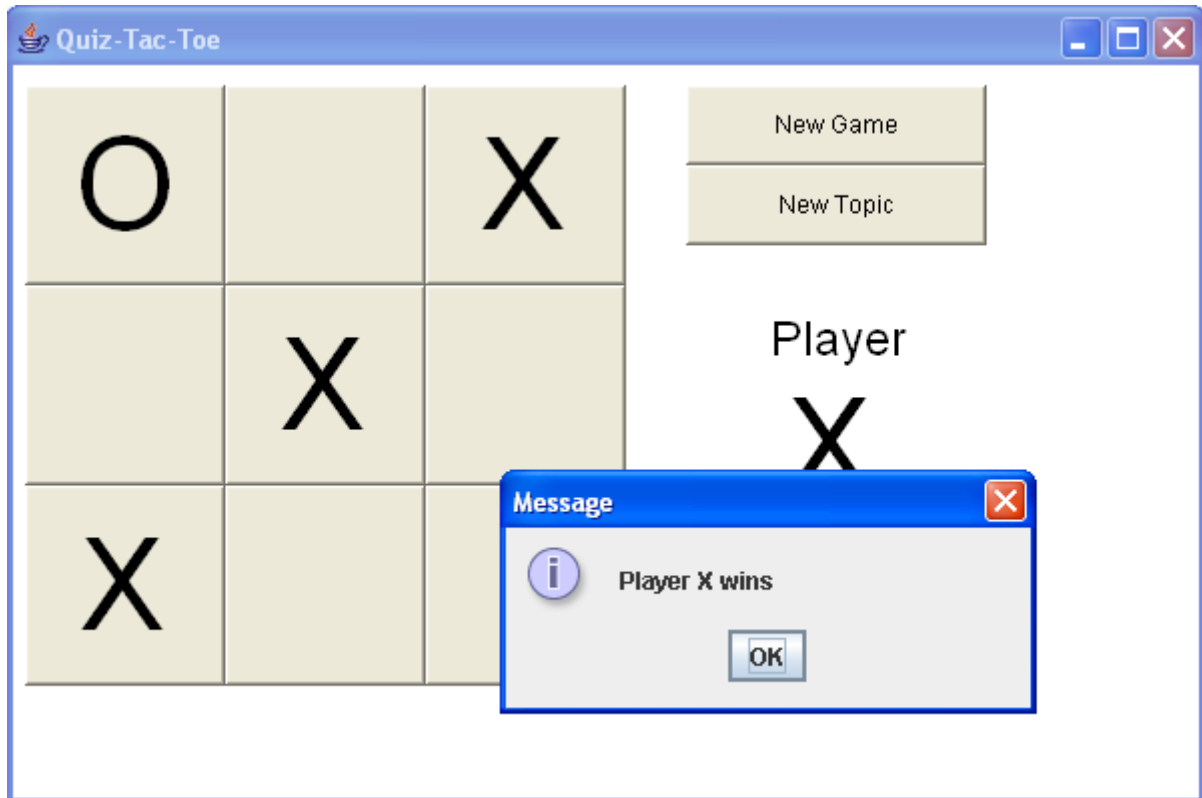 Quiz-Tac-Toe
O X
X
X
New Game
New Topic
Player
X
Message
Player X wins
OK